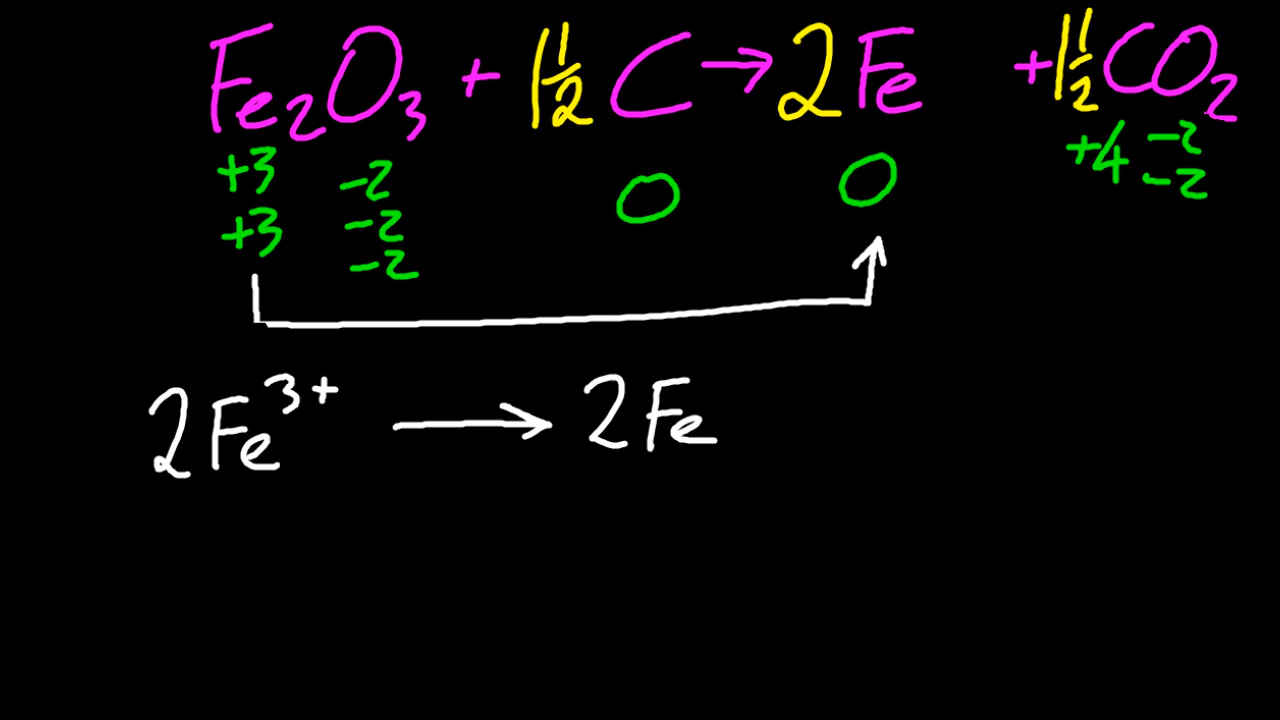 Fe₂O₃ + 1½ C → 2Fe + 1½ CO₂
+3 -2 0 0 +4 -2
+3 -2 -2
-2
2Fe³⁺ → 2Fe